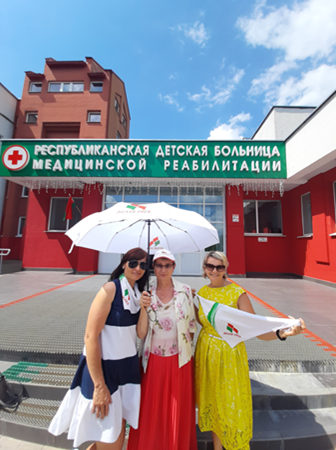 РЕСПУБЛИКАНСКАЯ ДЕТСКАЯ БОЛЬНИЦА
МЕДИЦИНСКОЙ РЕАБИЛИТАЦИИ